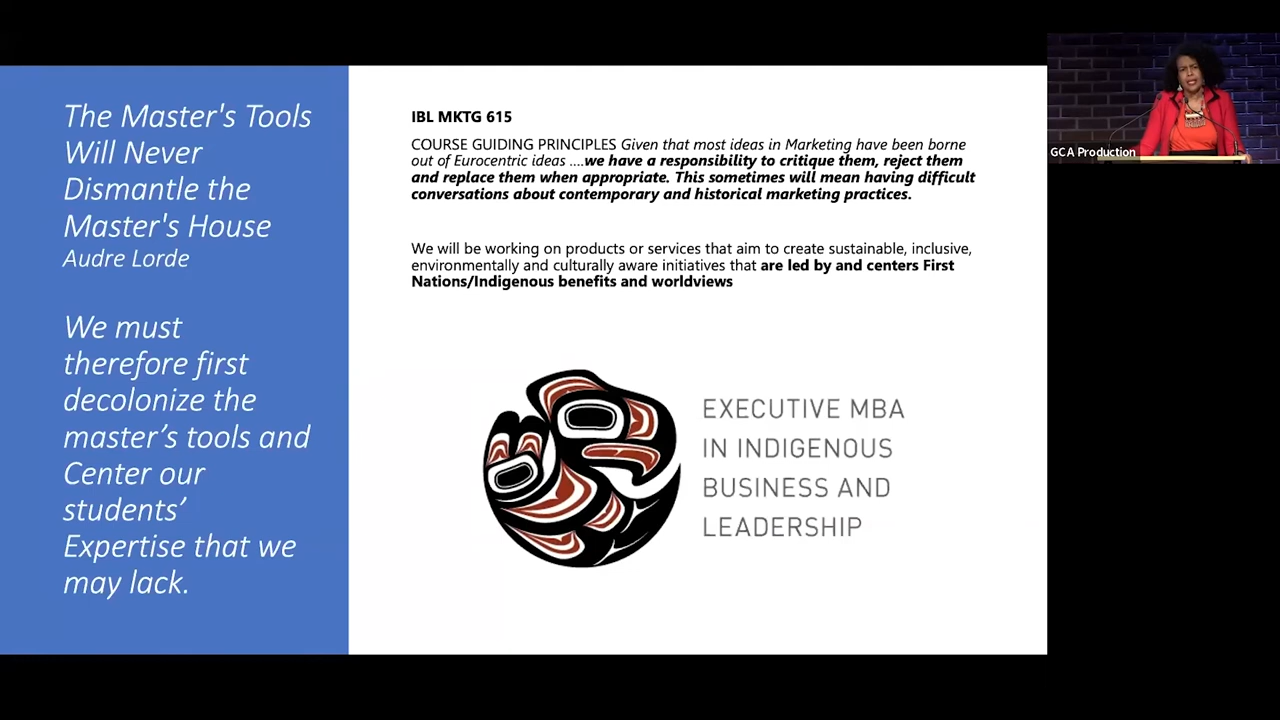 The Master's Tools
Will Never
Dismantle the
Master's House
Audre Lorde
We must
therefore first
decolonize the
master’s tools and
Center our
students’
Expertise that we
may lack.
IBL MKTG 615
COURSE GUIDING PRINCIPLES Given that most ideas in Marketing have been borne
out of Eurocentric ideas ....we have a responsibility to critique them, reject them
and replace them when appropriate. This sometimes will mean having difficult
conversations about contemporary and historical marketing practices.
We will be working on products or services that aim to create sustainable, inclusive,
environmentally and culturally aware initiatives that are led by and centers First
Nations/Indigenous benefits and worldviews
EXECUTIVE MBA
IN INDIGENOUS
BUSINESS AND
LEADERSHIP
GCA Production